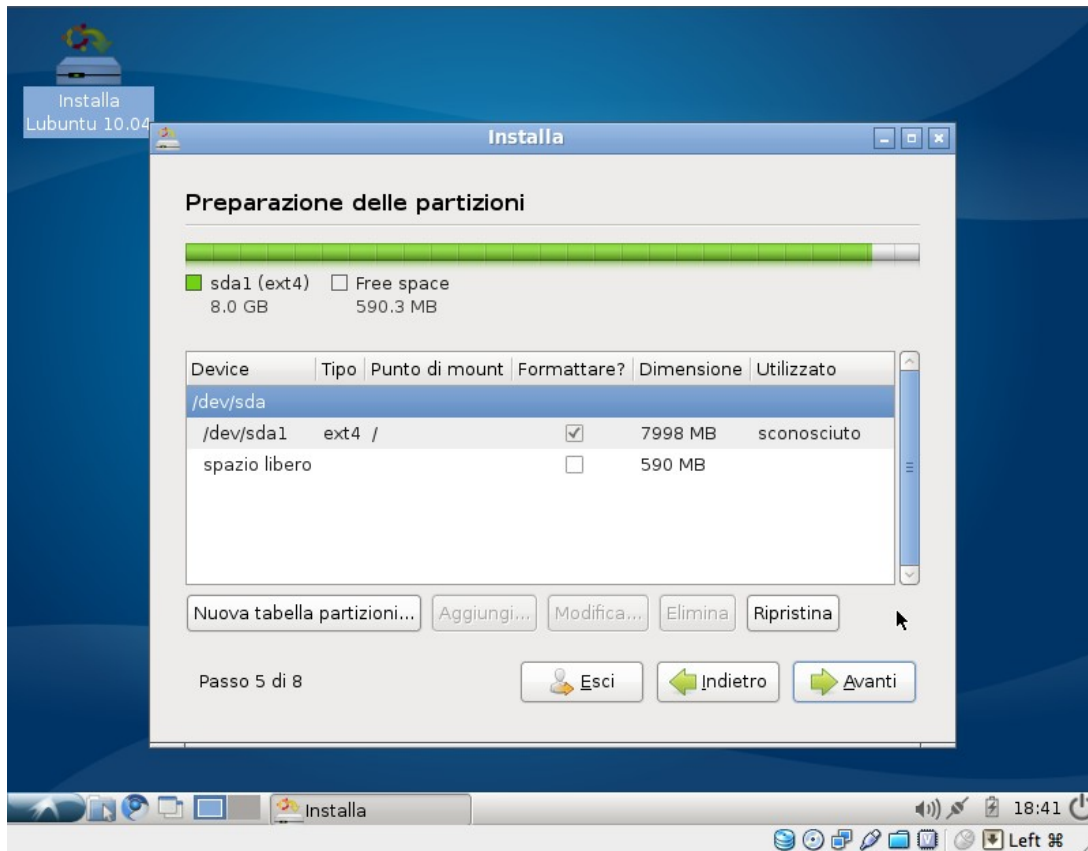 Installa
Lubuntu 10.04
Installa
Preparazione delle partizioni
sda1 (ext4) Free space
8.0 GB 590.3 MB
Device Tipo Punto di mount Formattare? Dimensione Utilizzato
/dev/sda
/dev/sda1 ext4 / 7998 MB sconosciuto
spazio libero 590 MB
Nuova tabella partizioni... Aggiungi... Modifica... Elimina Ripristina
Passo 5 di 8 Esci Indietro Avanti
Installa 18:41
Left ⌘